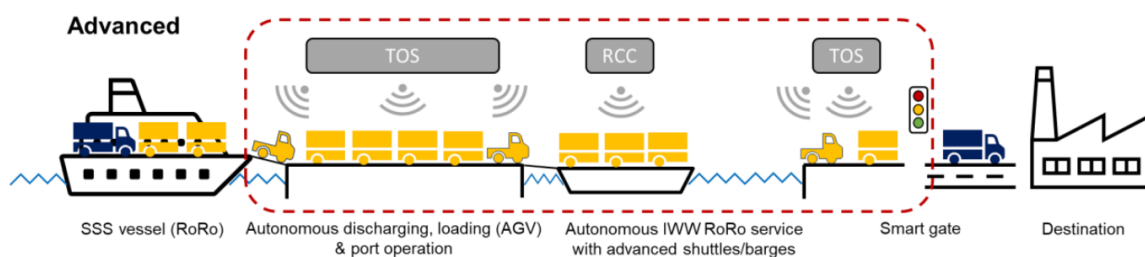 Advanced
TOS
RCC
TOS
SSS vessel (RoRo)
Autonomous discharging, loading (AGV)
& port operation
Autonomous IWW RoRo service
with advanced shuttles/barges
Smart gate
Destination